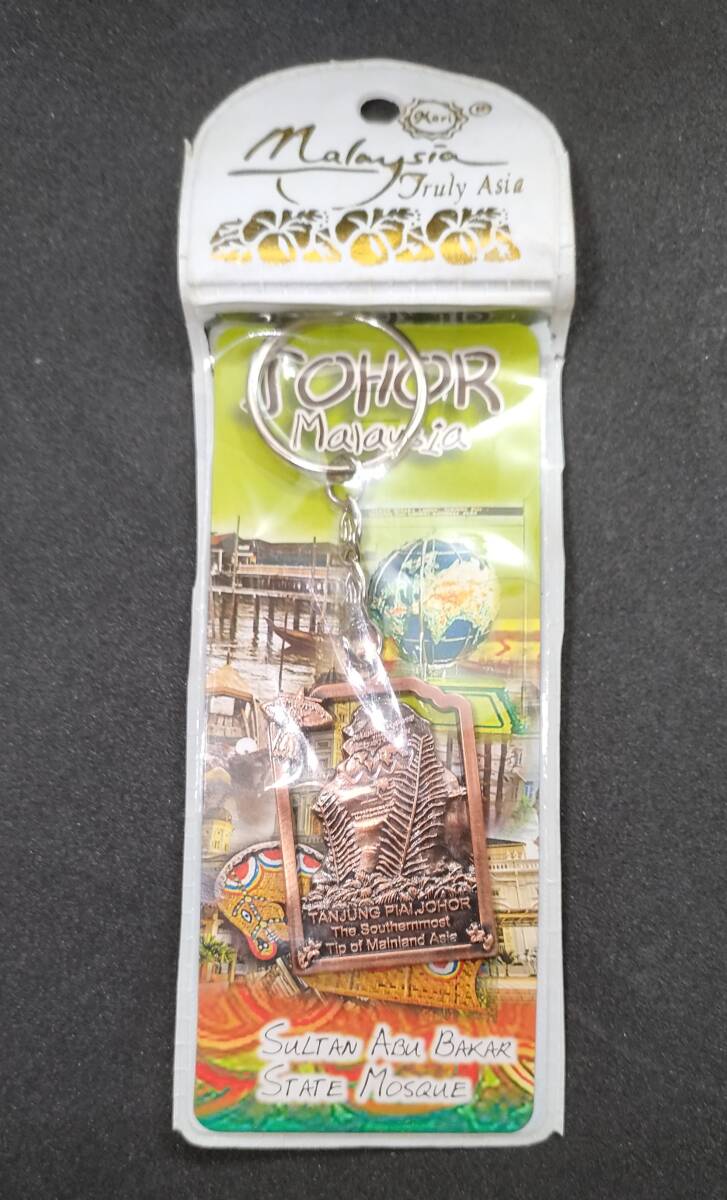 Mori
Malaysia
Truly Asia
JOHOR
Malaysia
TANJUNG PIAI, JOHOR
The Southernmost
Tip of Mainland Asia
SULTAN ABU BAKAR
STATE MOSQUE